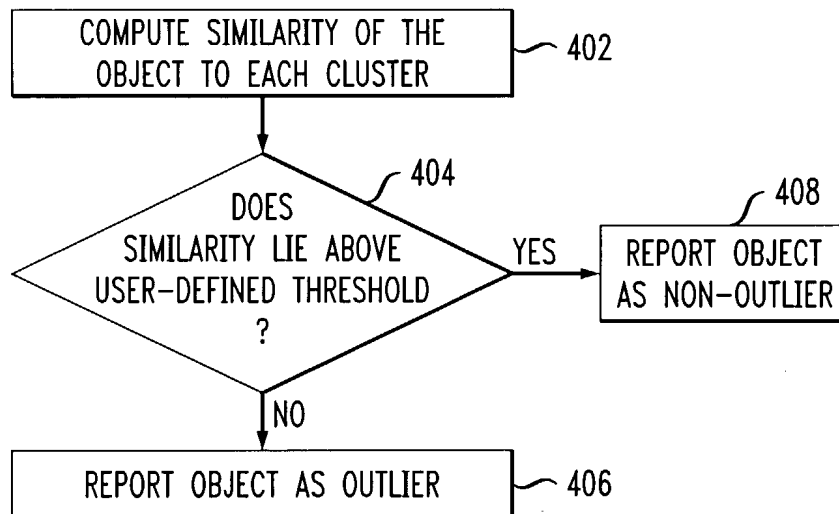 COMPUTE SIMILARITY OF THE
OBJECT TO EACH CLUSTER
402
404
DOES
SIMILARITY LIE ABOVE
USER-DEFINED THRESHOLD
?
YES
408
REPORT OBJECT
AS NON-OUTLIER
NO
REPORT OBJECT AS OUTLIER
406